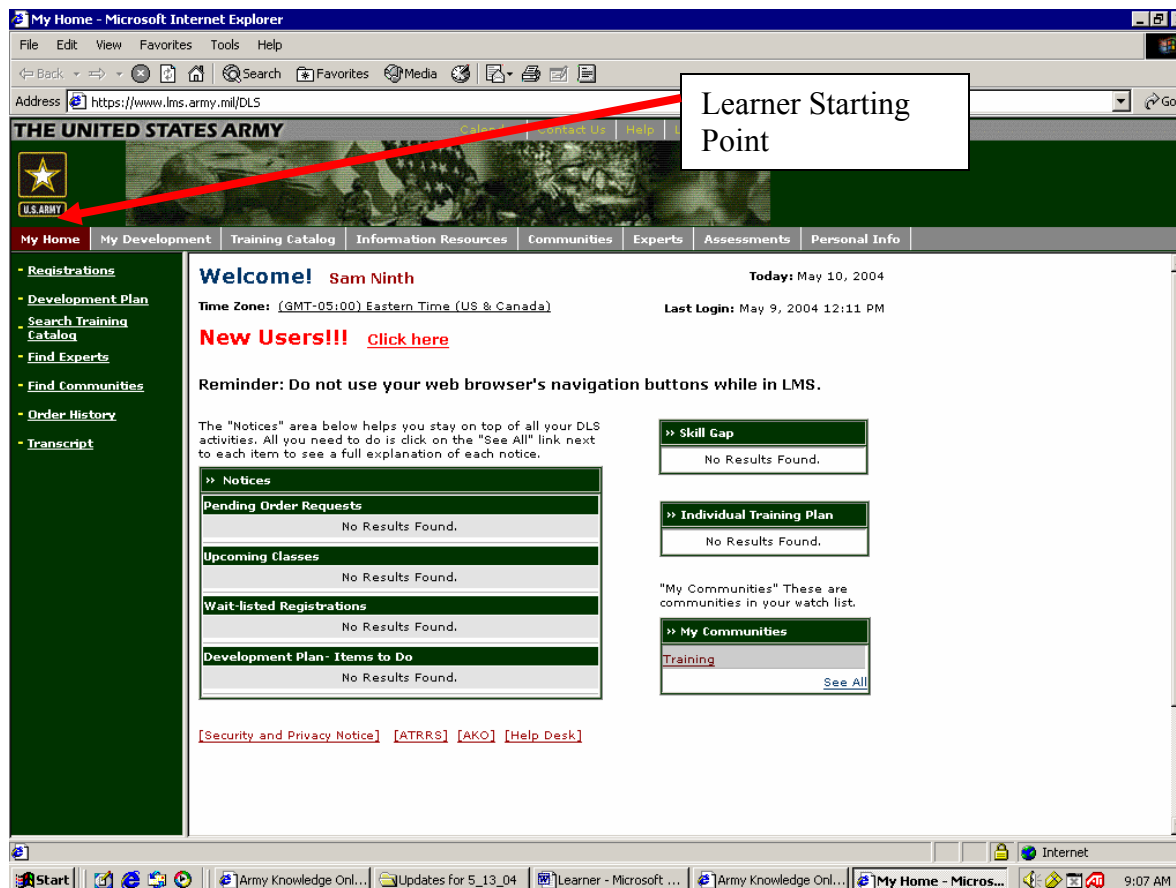 My Home - Microsoft Internet Explorer
File Edit View Favorites Tools Help
Back Search Favorites Media
Address https://www.lms.army.mil/DLS Go
Learner Starting
Point
THE UNITED STATES ARMY
Contact Us Help
U.S.ARMY
My Home My Development Training Catalog Information Resources Communities Experts Assessments Personal Info
- Registrations
- Development Plan
- Search Training
Catalog
- Find Experts
- Find Communities
- Order History
- Transcript
Welcome! Sam Ninth
Today: May 10, 2004
Time Zone: (GMT-05:00) Eastern Time (US & Canada)
Last Login: May 9, 2004 12:11 PM
New Users!!! Click here
Reminder: Do not use your web browser's navigation buttons while in LMS.
The "Notices" area below helps you stay on top of all your DLS
activities. All you need to do is click on the "See All" link next
to each item to see a full explanation of each notice.
» Notices
Pending Order Requests
No Results Found.
Upcoming Classes
No Results Found.
Wait-listed Registrations
No Results Found.
Development Plan- Items to Do
No Results Found.
» Skill Gap
No Results Found.
» Individual Training Plan
No Results Found.
"My Communities" These are
communities in your watch list.
» My Communities
Training
See All
[Security and Privacy Notice] [ATRRS] [AKO] [Help Desk]
Internet
Start Army Knowledge Onl... Updates for 5_13_04 Learner - Microsoft ... Army Knowledge Onl... My Home - Micros... 9:07 AM